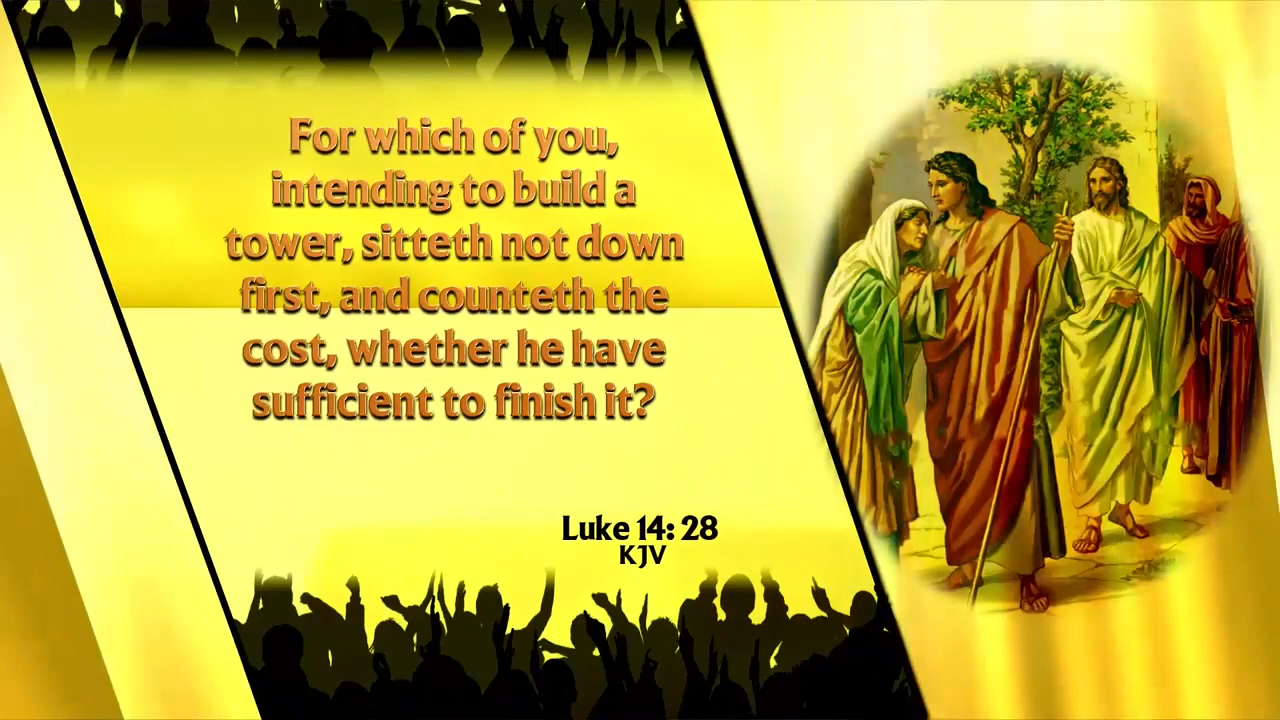 For which of you,
intending to build a
tower, sitteth not down
first, and counteth the
cost, whether he have
sufficient to finish it?
Luke 14: 28
KJV